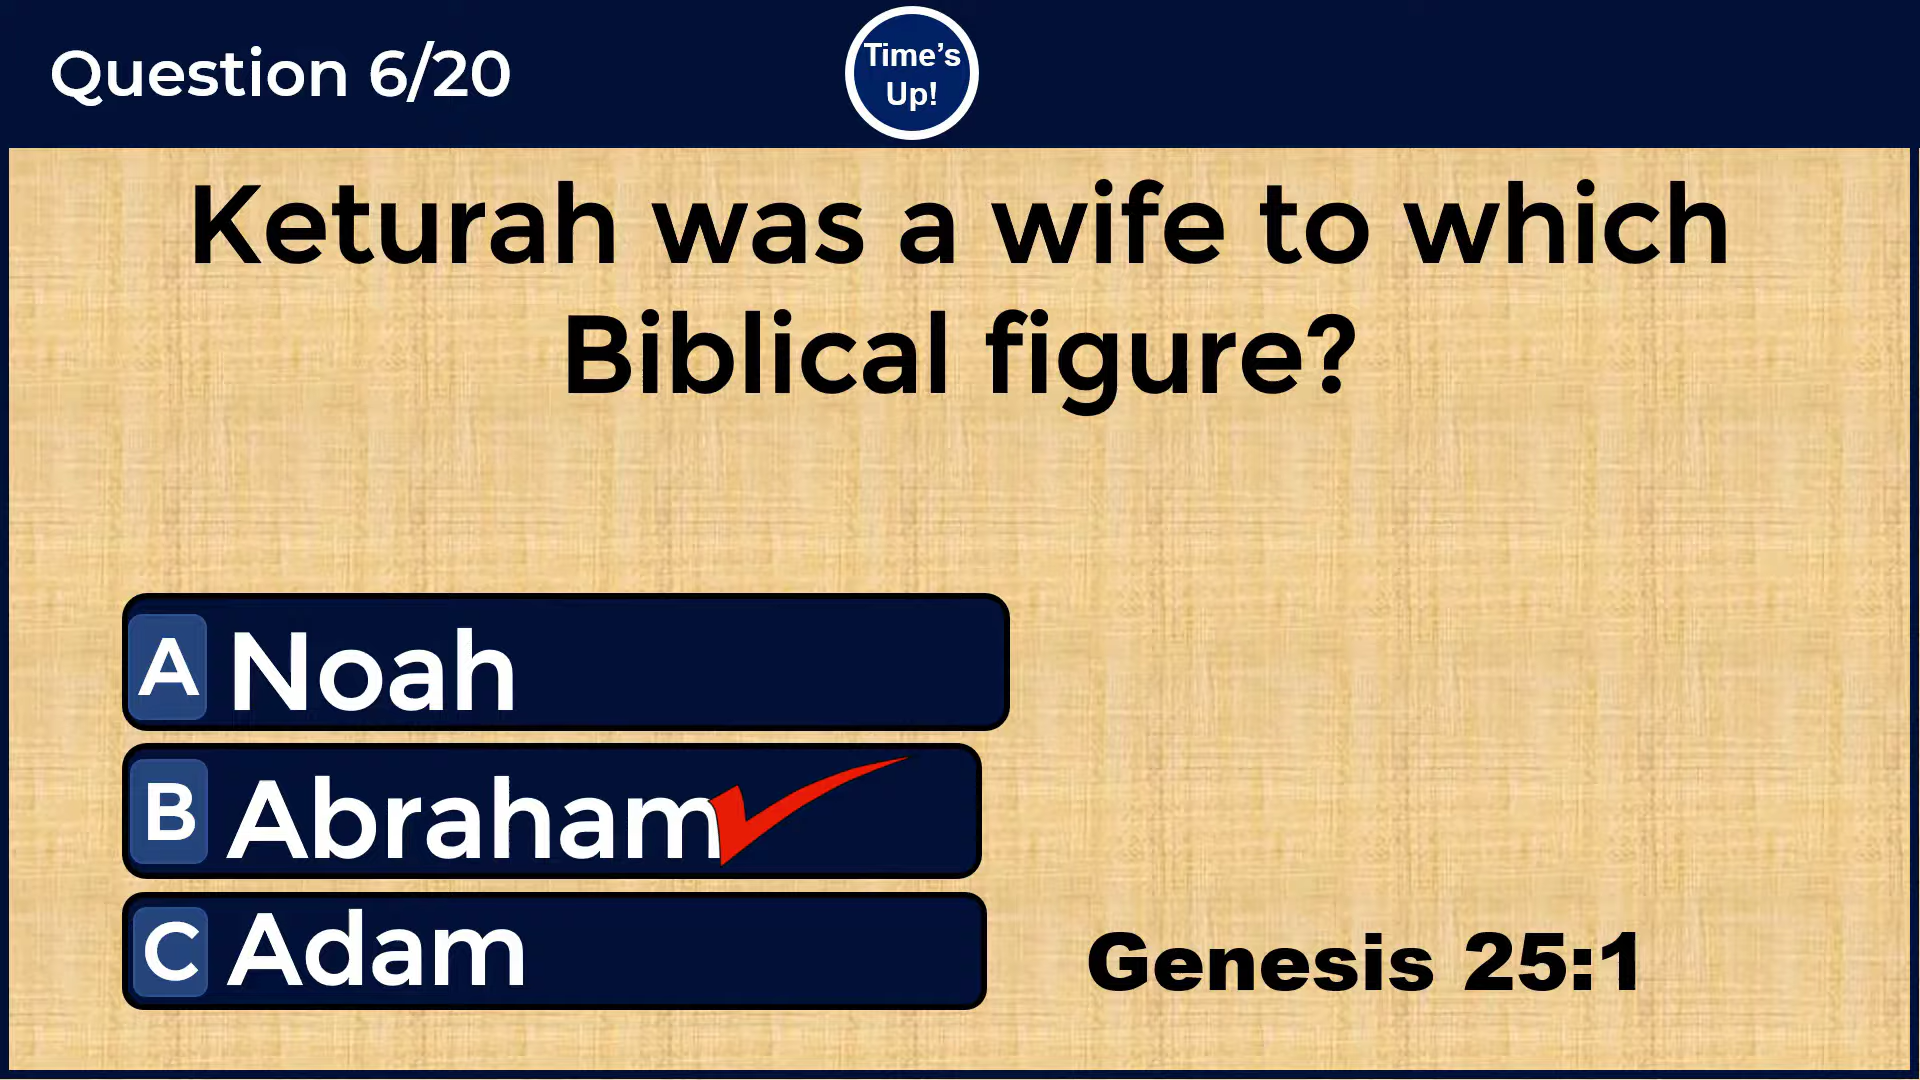 Question 6/20
Time’s
Up!
Keturah was a wife to which
Biblical figure?
A Noah
B Abraham
C Adam
Genesis 25:1